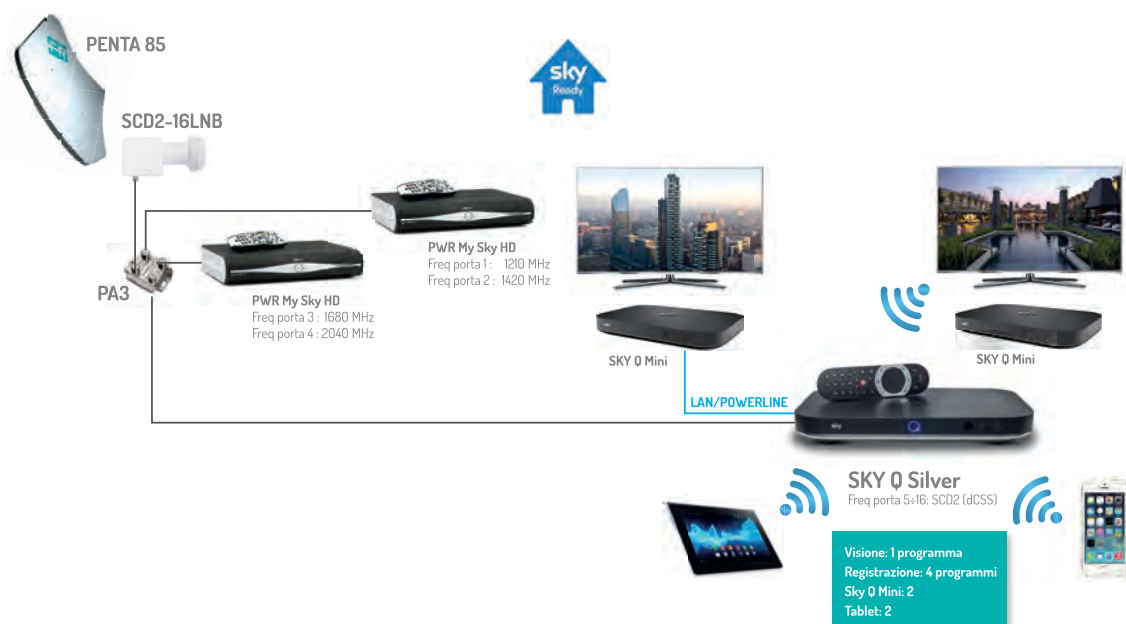 PENTA 85
sky
Ready
SCD2-16LNB
PWR My Sky HD
Freq porta 1 : 1210 MHz
Freq porta 2 : 1420 MHz
PA3
PWR My Sky HD
Freq porta 3 : 1680 MHz
Freq porta 4 : 2040 MHz
SKY Q Mini
SKY Q Mini
LAN/POWERLINE
sky
Q
SKY Q Silver
Freq porta 5÷16: SCD2 (dCSS)
Visione: 1 programma
Registrazione: 4 programmi
Sky Q Mini: 2
Tablet: 2